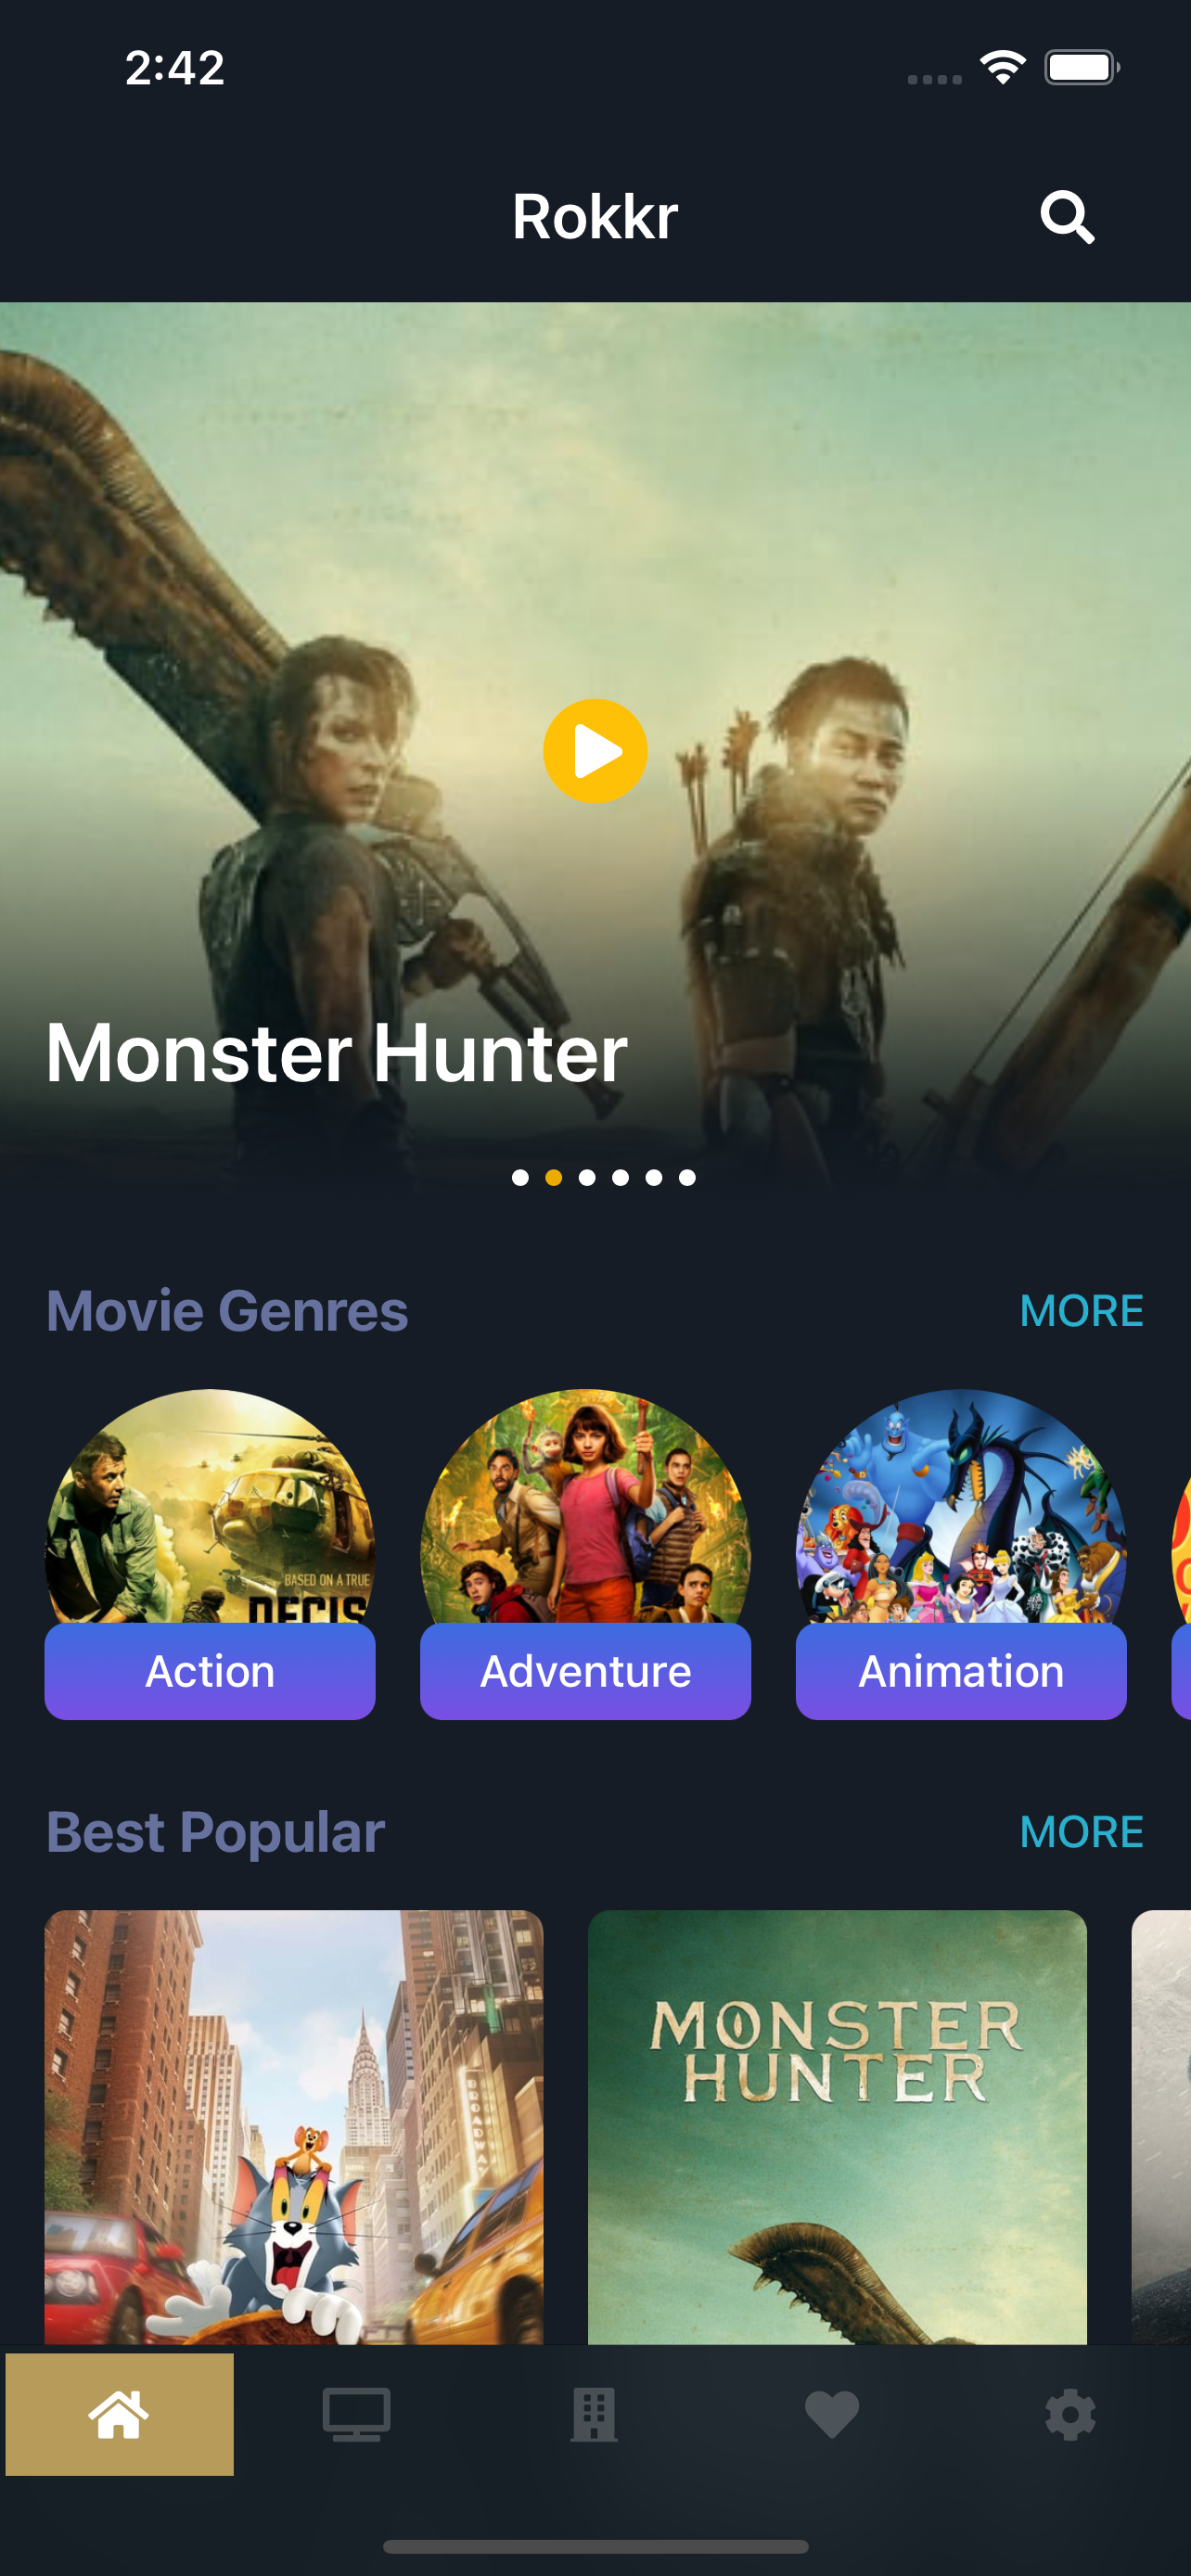 2:42
Rokkr
Monster Hunter
Movie Genres MORE
BASED ON A TRUE
DECIS
Action Adventure Animation
Best Popular MORE
BROADWAY
MONSTER
HUNTER